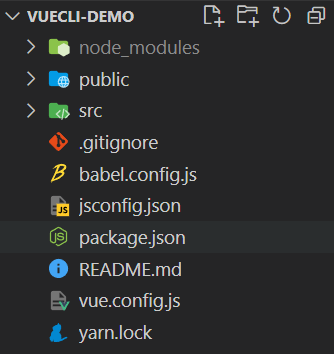 VUECLI-DEMO
node_modules
public
src
.gitignore
babel.config.js
jsconfig.json
package.json
README.md
vue.config.js
yarn.lock